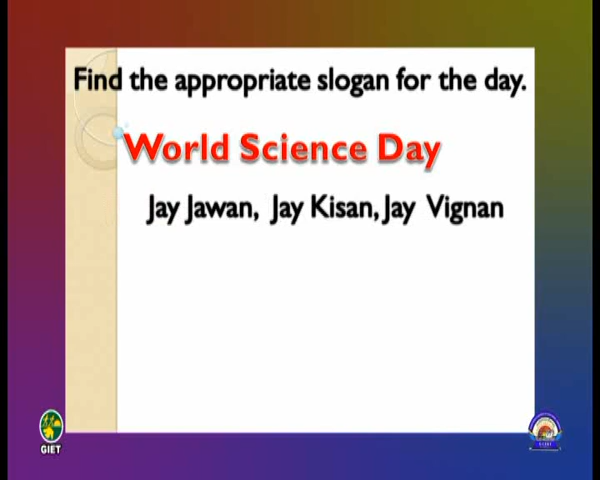 Find the appropriate slogan for the day.
World Science Day
Jay Jawan, Jay Kisan, Jay Vignan
GIET